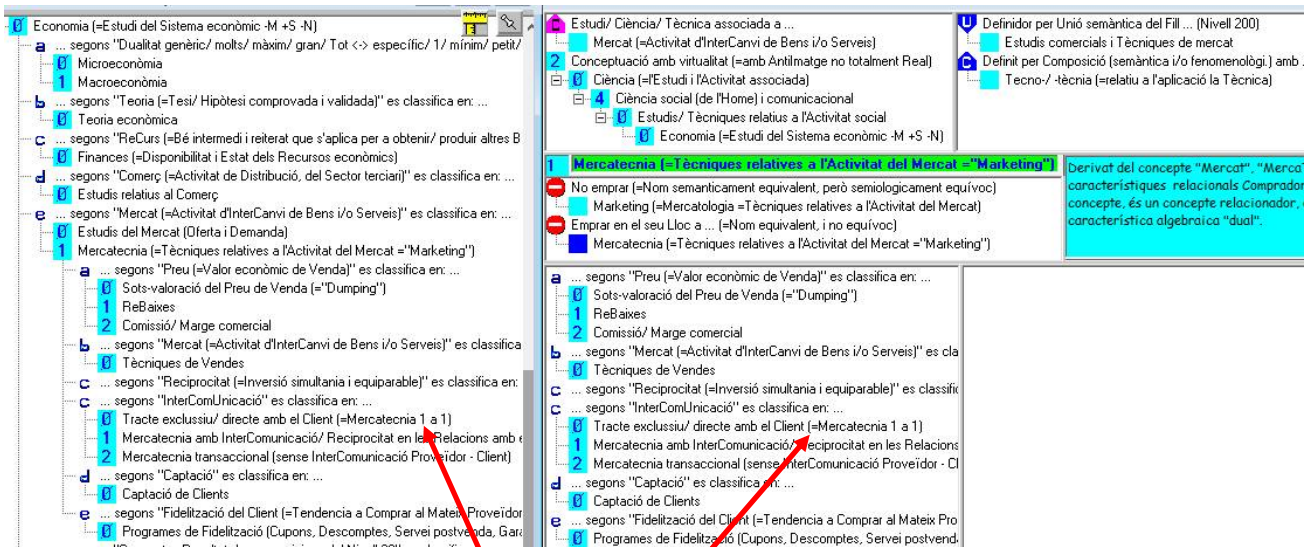 Ø Economia (=Estudi del Sistema econòmic -M +S -N)
a ... segons "Dualitat genèric/ molts/ màxim/ gran/ Tot <-> específic/ 1/ mínim/ petit/
Ø Microeconòmia
1 Macroeconòmia
b ... segons "Teoria (=Tesi/ Hipòtesi comprovada i validada)" es classifica en: ...
Ø Teoria econòmica
c ... segons "ReCurs (=Bé intermedi i reiterat que s'aplica per a obtenir/ produir altres B
Ø Finances (=Disponibilitat i Estat dels Recursos econòmics)
d ... segons "Comerç (=Activitat de Distribució, del Sector terciari)" es classifica en: ...
Ø Estudis relatius al Comerç
e ... segons "Mercat (=Activitat d'InterCanvi de Bens i/o Serveis)" es classifica en: ...
Ø Estudis del Mercat (Oferta i Demanda)
1 Mercatecnia (=Tècniques relatives a l'Activitat del Mercat ="Marketing")
a ... segons "Preu (=Valor econòmic de Venda)" es classifica en: ...
Ø Sots-valoració del Preu de Venda (="Dumping")
1 ReBaixes
2 Comissió/ Marge comercial
b ... segons "Mercat (=Activitat d'InterCanvi de Bens i/o Serveis)" es classifica
Ø Tècniques de Vendes
c ... segons "Reciprocitat (=Inversió simultania i equiparable)" es classifica en:
c ... segons "InterComUnicació" es classifica en: ...
Ø Tracte exclussiu/ directe amb el Client (=Mercatecnia 1 a 1)
1 Mercatecnia amb InterComunicació/ Reciprocitat en les Relacions amb e
2 Mercatecnia transaccional (sense InterComunicació Proveïdor - Client)
d ... segons "Captació" es classifica en: ...
Ø Captació de Clients
e ... segons "Fidelització del Client (=Tendencia a Comprar al Mateix Proveïdor
Ø Programes de Fidelització (Cupons, Descomptes, Servei postvenda, Gara
C Estudi/ Ciència/ Tècnica associada a ...
Mercat (=Activitat d'InterCanvi de Bens i/o Serveis)
2 Conceptuació amb virtualitat (=amb AntiImatge no totalment Real)
Ø Ciència (=l'Estudi i l'Activitat associada)
4 Ciència social (de l'Home) i comunicacional
Ø Estudis/ Tècniques relatius a l'Activitat social
Ø Economia (=Estudi del Sistema econòmic -M +S -N)
U Definidor per Unió semàntica del Fill ... (Nivell 200)
Estudis comercials i Tècniques de mercat
C Definit per Composició (semàntica i/o fenomenològi.) amb ..
Tecno-/ -tècnia (=relatiu a l'aplicació la Tècnica)
1 Mercatecnia (=Tècniques relatives a l'Activitat del Mercat ="Marketing")
No emprar (=Nom semanticament equivalent, però semiologicament equívoc)
Marketing (=Mercatologia =Tècniques relatives a l'Activitat del Mercat)
Emprar en el seu Lloc a ... (=Nom equivalent, i no equívoc)
Mercatecnia (=Tècniques relatives a l'Activitat del Mercat ="Marketing")
Derivat del concepte "Mercat", "Merca
característiques relacionals Comprador
concepte, és un concepte relacionador,
característica algebraica "dual".
a ... segons "Preu (=Valor econòmic de Venda)" es classifica en: ...
Ø Sots-valoració del Preu de Venda (="Dumping")
1 ReBaixes
2 Comissió/ Marge comercial
b ... segons "Mercat (=Activitat d'InterCanvi de Bens i/o Serveis)" es cla
Ø Tècniques de Vendes
c ... segons "Reciprocitat (=Inversió simultania i equiparable)" es classific
c ... segons "InterComUnicació" es classifica en: ...
Ø Tracte exclussiu/ directe amb el Client (=Mercatecnia 1 a 1)
1 Mercatecnia amb InterComunicació/ Reciprocitat en les Relacions
2 Mercatecnia transaccional (sense InterComunicació Proveïdor - Cl
d ... segons "Captació" es classifica en: ...
Ø Captació de Clients
e ... segons "Fidelització del Client (=Tendencia a Comprar al Mateix Pro
Ø Programes de Fidelització (Cupons, Descomptes, Servei postvend